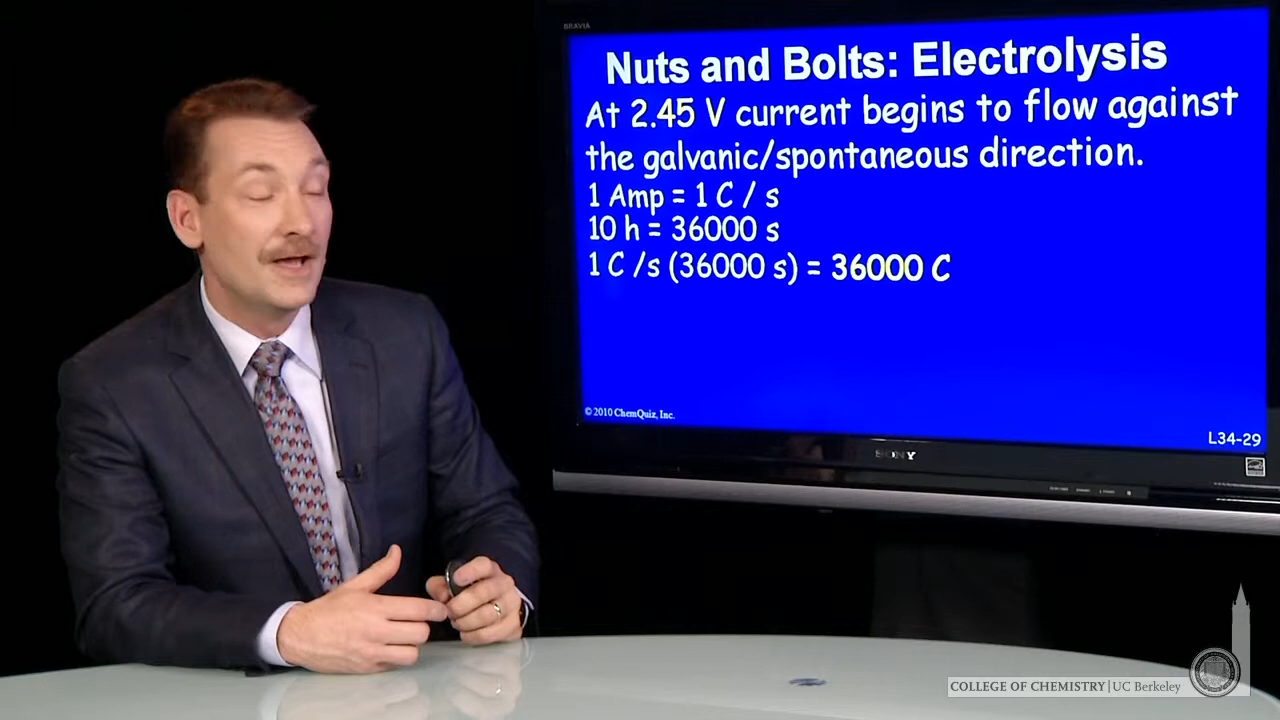 BRAVIA
Nuts and Bolts: Electrolysis
At 2.45 V current begins to flow against
the galvanic/spontaneous direction.
1 Amp = 1 C / s
10 h = 36000 s
1 C /s (36000 s) = 36000 C
© 2010 ChemQuiz, Inc.
L34-29
SONY
COLLEGE OF CHEMISTRY | UC Berkeley